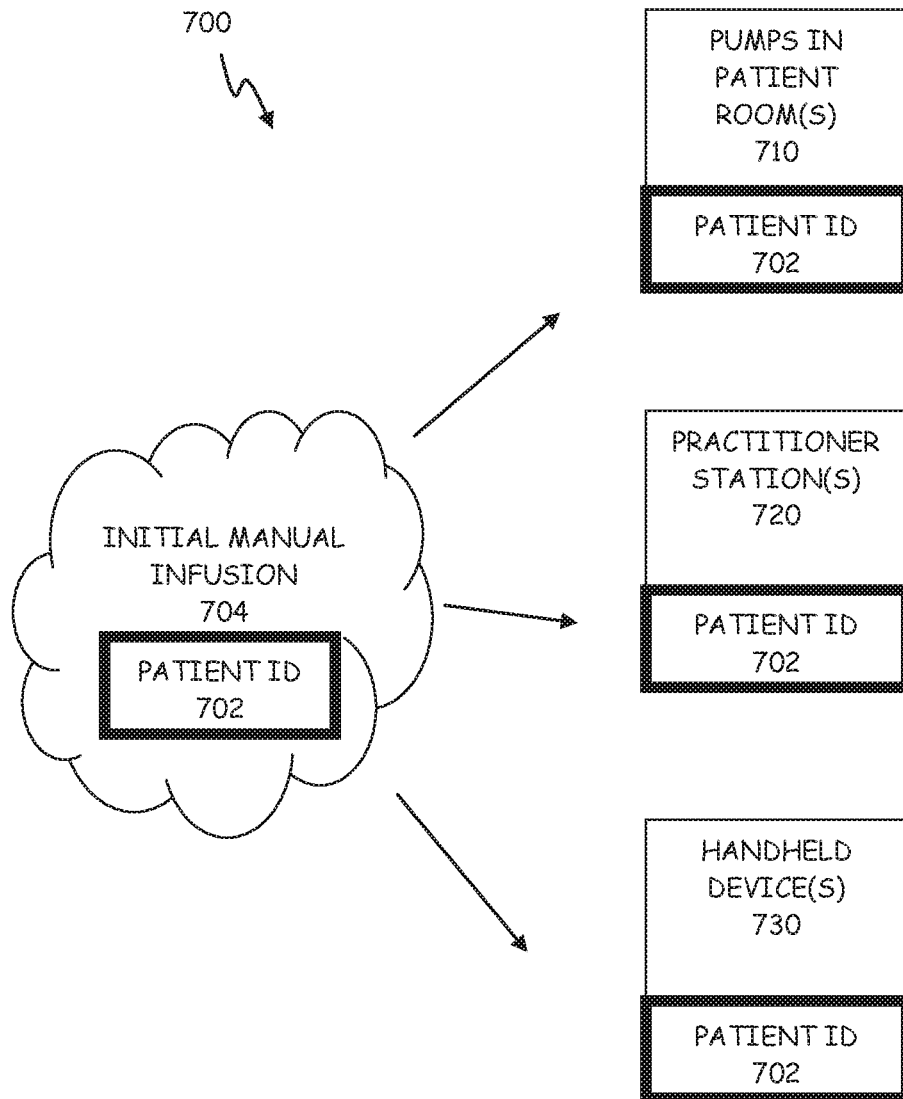 700
PUMPS IN
PATIENT
ROOM(S)
710
PATIENT ID
702
INITIAL MANUAL
INFUSION
704
PATIENT ID
702
PRACTITIONER
STATION(S)
720
PATIENT ID
702
HANDHELD
DEVICE(S)
730
PATIENT ID
702